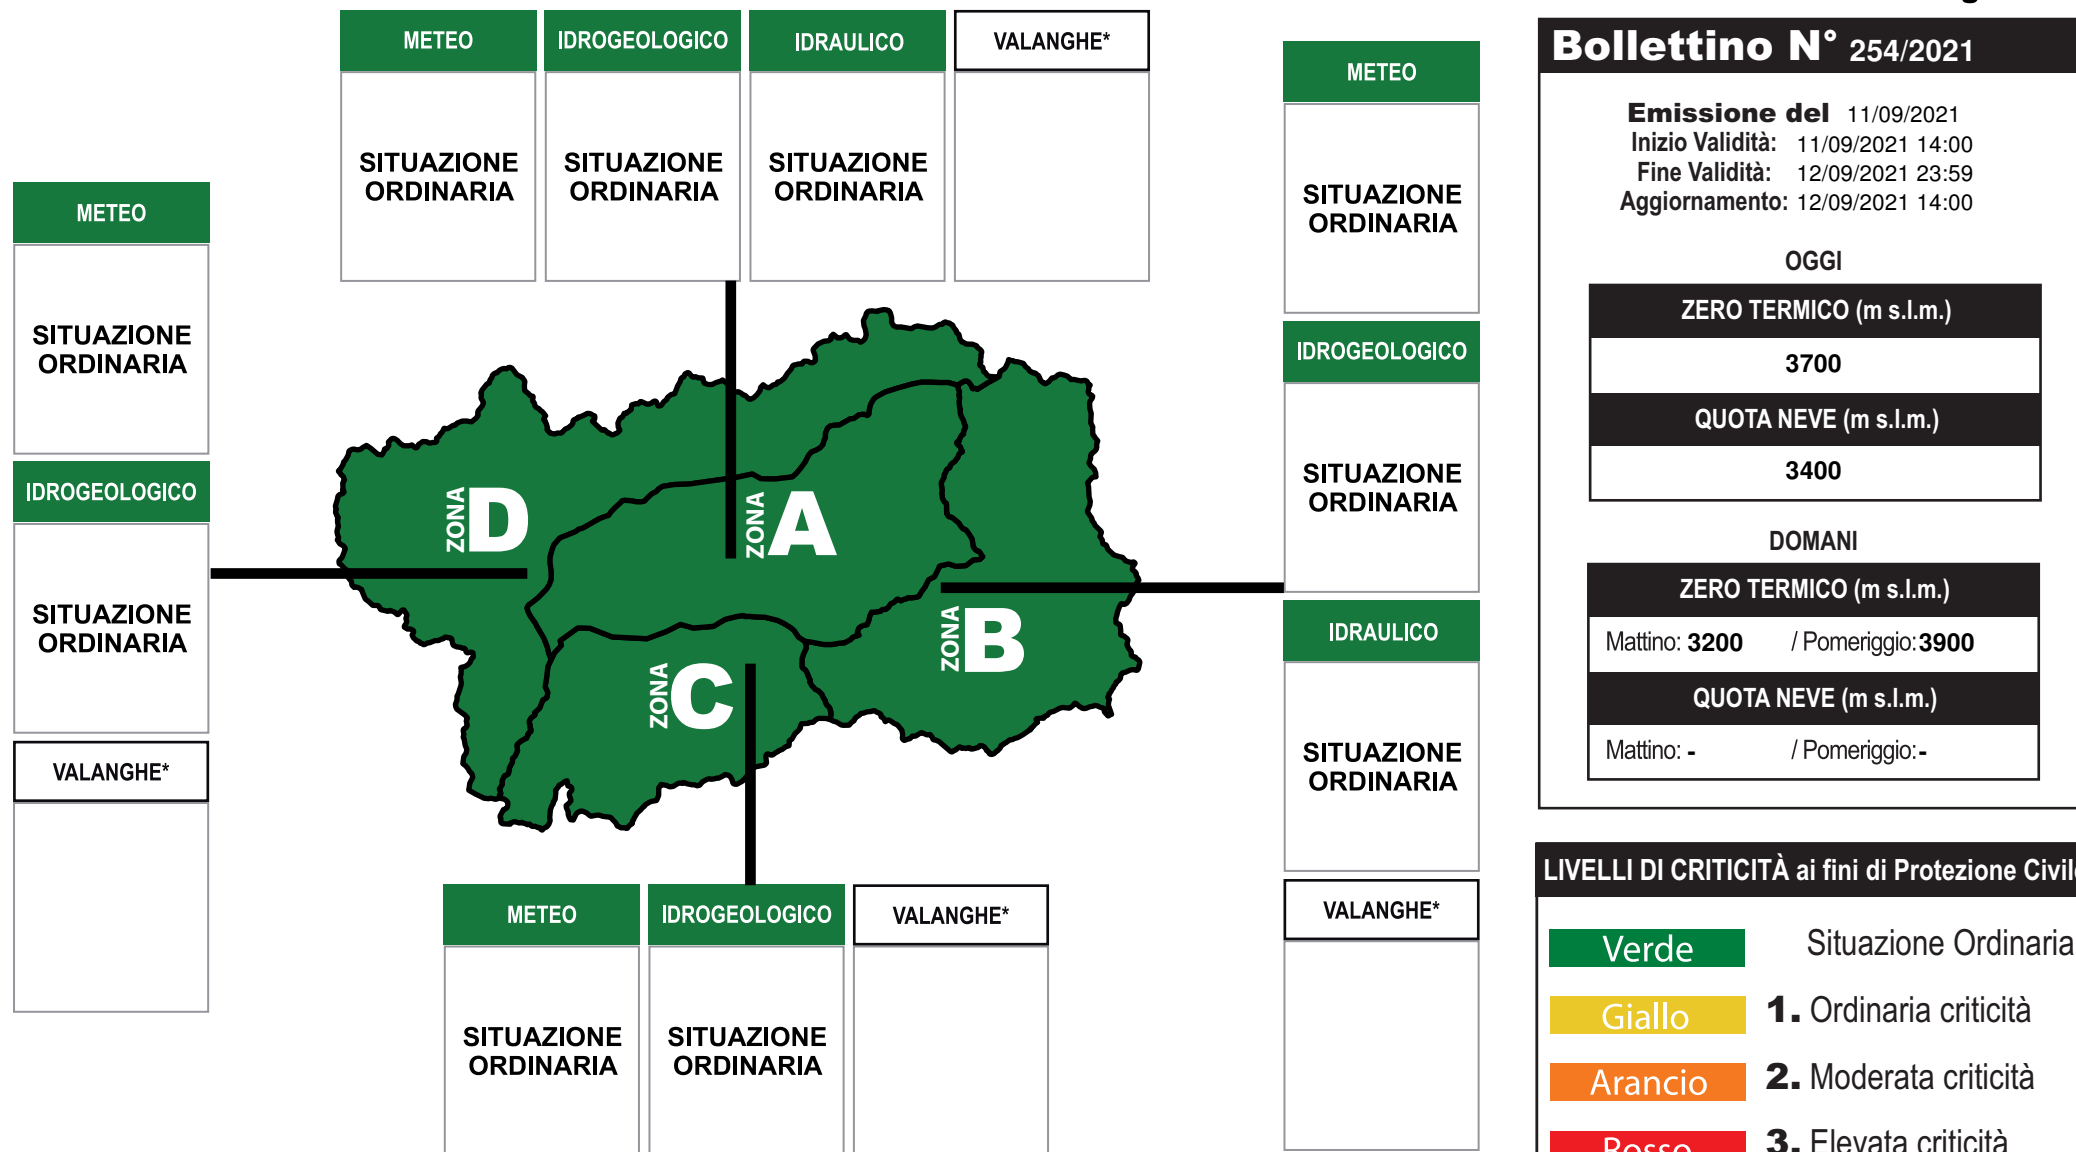 METEO IDROGEOLOGICO IDRAULICO VALANGHE*
SITUAZIONE ORDINARIA
SITUAZIONE ORDINARIA
SITUAZIONE ORDINARIA
METEO
SITUAZIONE
ORDINARIA
IDROGEOLOGICO
SITUAZIONE
ORDINARIA
VALANGHE*
ZONA D
ZONA A
ZONA B
ZONA C
METEO
SITUAZIONE
ORDINARIA
IDROGEOLOGICO
SITUAZIONE
ORDINARIA
IDRAULICO
SITUAZIONE
ORDINARIA
VALANGHE*
METEO IDROGEOLOGICO VALANGHE*
SITUAZIONE ORDINARIA
SITUAZIONE ORDINARIA
Bollettino N° 254/2021
Emissione del 11/09/2021
Inizio Validità: 11/09/2021 14:00
Fine Validità: 12/09/2021 23:59
Aggiornamento: 12/09/2021 14:00
OGGI
ZERO TERMICO (m s.l.m.)
3700
QUOTA NEVE (m s.l.m.)
3400
DOMANI
ZERO TERMICO (m s.l.m.)
Mattino: 3200 / Pomeriggio: 3900
QUOTA NEVE (m s.l.m.)
Mattino: - / Pomeriggio: -
LIVELLI DI CRITICITÀ ai fini di Protezione Civile
Verde Situazione Ordinaria
Giallo 1. Ordinaria criticità
Arancio 2. Moderata criticità
Rosso 3. Elevata criticità